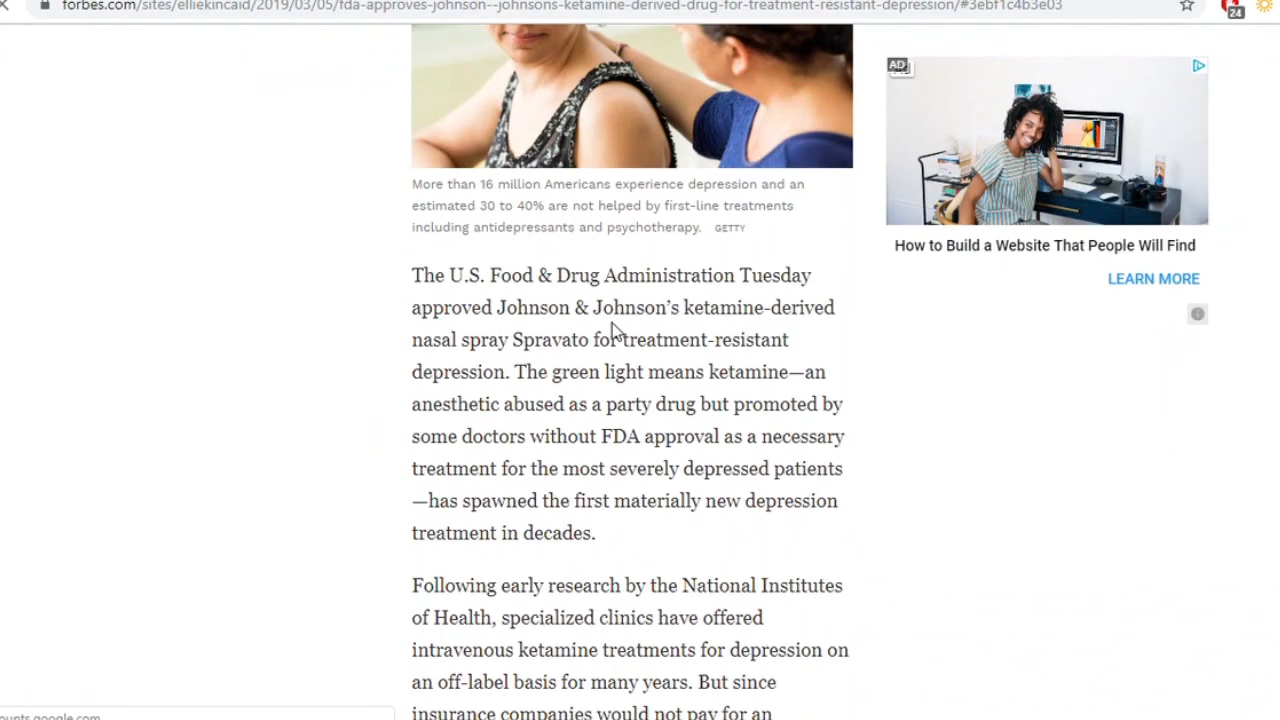 forbes.com/sites/elliekincaid/2019/03/05/fda-approves-johnson--johnsons-ketamine-derived-drug-for-treatment-resistant-depression/#3ebf1c4b3e03
24
AD
More than 16 million Americans experience depression and an
estimated 30 to 40% are not helped by first-line treatments
including antidepressants and psychotherapy. GETTY
How to Build a Website That People Will Find
LEARN MORE
The U.S. Food & Drug Administration Tuesday
approved Johnson & Johnson’s ketamine-derived
nasal spray Spravato for treatment-resistant
depression. The green light means ketamine—an
anesthetic abused as a party drug but promoted by
some doctors without FDA approval as a necessary
treatment for the most severely depressed patients
—has spawned the first materially new depression
treatment in decades.
Following early research by the National Institutes
of Health, specialized clinics have offered
intravenous ketamine treatments for depression on
an off-label basis for many years. But since
insurance companies would not pay for an
ounts.google.com